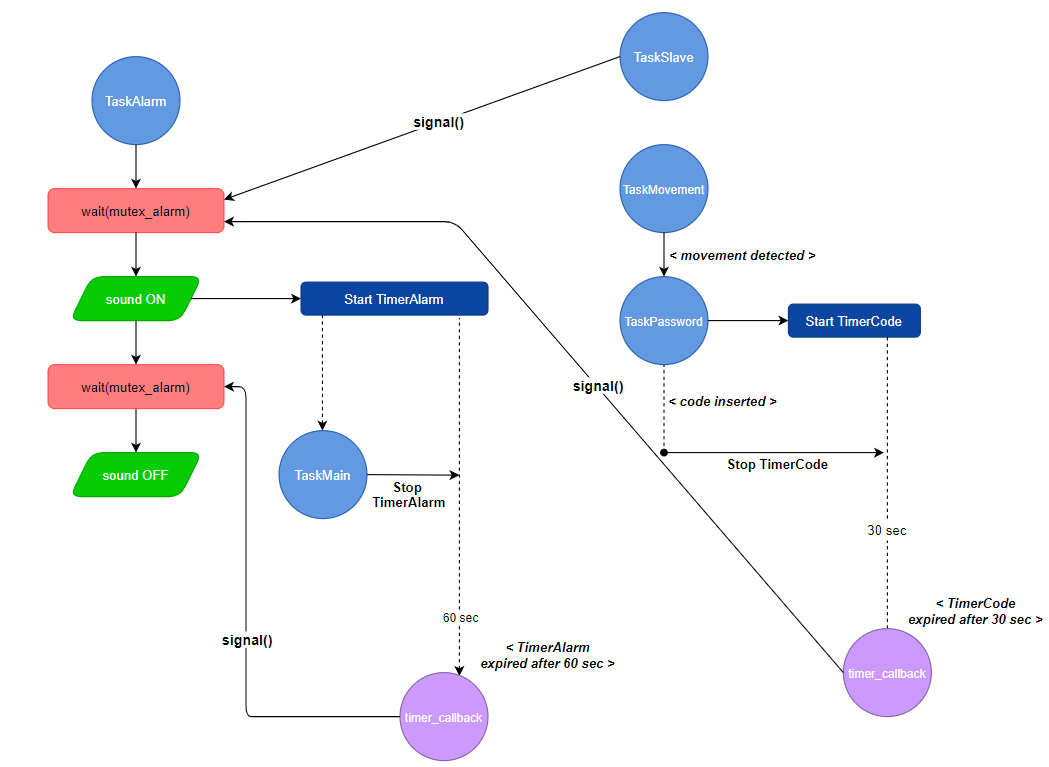 TaskSlave
TaskAlarm
signal()
TaskMovement
wait(mutex_alarm)
< movement detected >
sound ON
Start TimerAlarm
TaskPassword
Start TimerCode
wait(mutex_alarm)
signal()
< code inserted >
Stop TimerCode
sound OFF
TaskMain
Stop
TimerAlarm
30 sec
< TimerCode
expired after 30 sec >
60 sec
signal()
< TimerAlarm
expired after 60 sec >
timer_callback
timer_callback